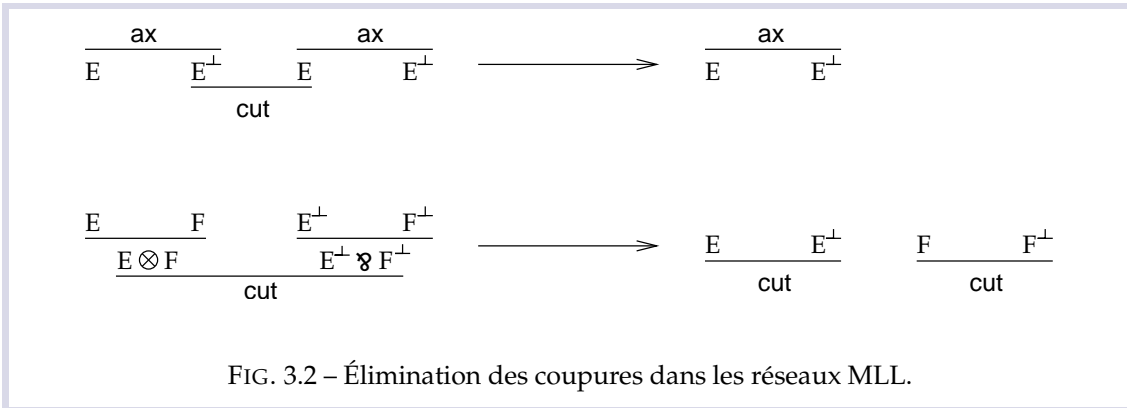 ax ax ax
E E⊥ E E⊥ E E⊥
cut
E F E⊥ F⊥ E E⊥ F F⊥
E ⊗ F E⊥ ⅋ F⊥
cut cut cut
FIG. 3.2 – Élimination des coupures dans les réseaux MLL.